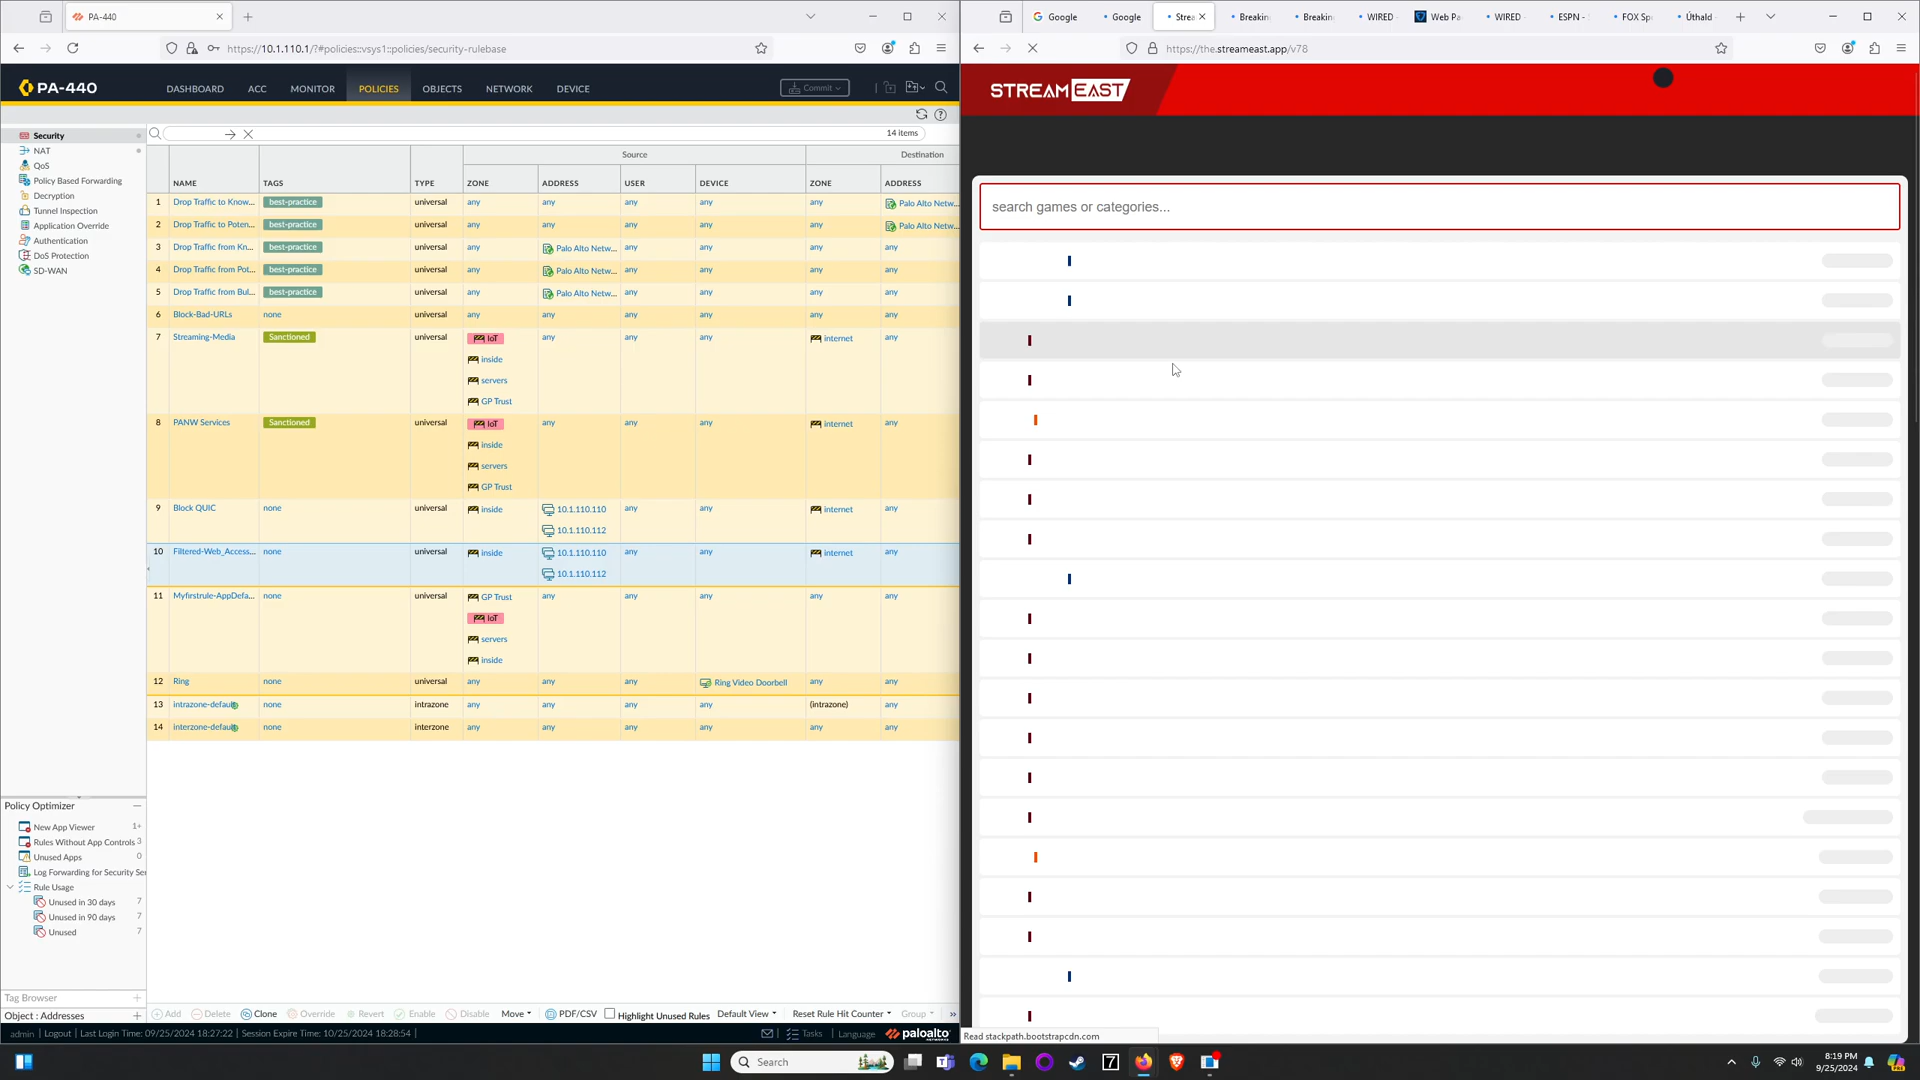 PA-440
https://10.1.110.1/?#policies::vsys1::policies/security-rulebase
PA-440
DASHBOARD ACC MONITOR POLICIES OBJECTS NETWORK DEVICE
Commit
14 items
Security
NAT
QoS
Policy Based Forwarding
Decryption
Tunnel Inspection
Application Override
Authentication
DoS Protection
SD-WAN
Source Destination
NAME TAGS TYPE ZONE ADDRESS USER DEVICE ZONE ADDRESS
1 Drop Traffic to Know... best-practice universal any any any any any Palo Alto Netw...
2 Drop Traffic to Poten... best-practice universal any any any any any Palo Alto Netw...
3 Drop Traffic from Kn... best-practice universal any Palo Alto Netw... any any any any
4 Drop Traffic from Pot... best-practice universal any Palo Alto Netw... any any any any
5 Drop Traffic from Bul... best-practice universal any Palo Alto Netw... any any any any
6 Block-Bad-URLs none universal any any any any any any
7 Streaming-Media Sanctioned universal IoT any any any internet any
inside
servers
GP Trust
8 PANW Services Sanctioned universal IoT any any any internet any
inside
servers
GP Trust
9 Block QUIC none universal inside 10.1.110.110 any any internet any
10.1.110.112
10 Filtered-Web_Access... none universal inside 10.1.110.110 any any internet any
10.1.110.112
11 Myfirstrule-AppDefa... none universal GP Trust any any any any any
IoT
servers
inside
12 Ring none universal any any any Ring Video Doorbell any any
13 intrazone-default none intrazone any any any any (intrazone) any
14 interzone-default none interzone any any any any any any
Policy Optimizer
New App Viewer 1+
Rules Without App Controls 3
Unused Apps 0
Log Forwarding for Security Ser
Rule Usage
Unused in 30 days 7
Unused in 90 days 7
Unused 7
Tag Browser
Object : Addresses
Add Delete Clone Override Revert Enable Disable Move PDF/CSV Highlight Unused Rules Default View Reset Rule Hit Counter Group
admin | Logout | Last Login Time: 09/25/2024 18:27:22 | Session Expire Time: 10/25/2024 18:28:54 |
Tasks | Language
paloalto
NETWORKS
Google Google Strea Breakin Breakin WIRED Web Pa WIRED ESPN - FOX Sp Úthald
https://the.streameast.app/v78
STREAMEAST
search games or categories...
Read stackpath.bootstrapcdn.com
Search
8:19 PM
9/25/2024